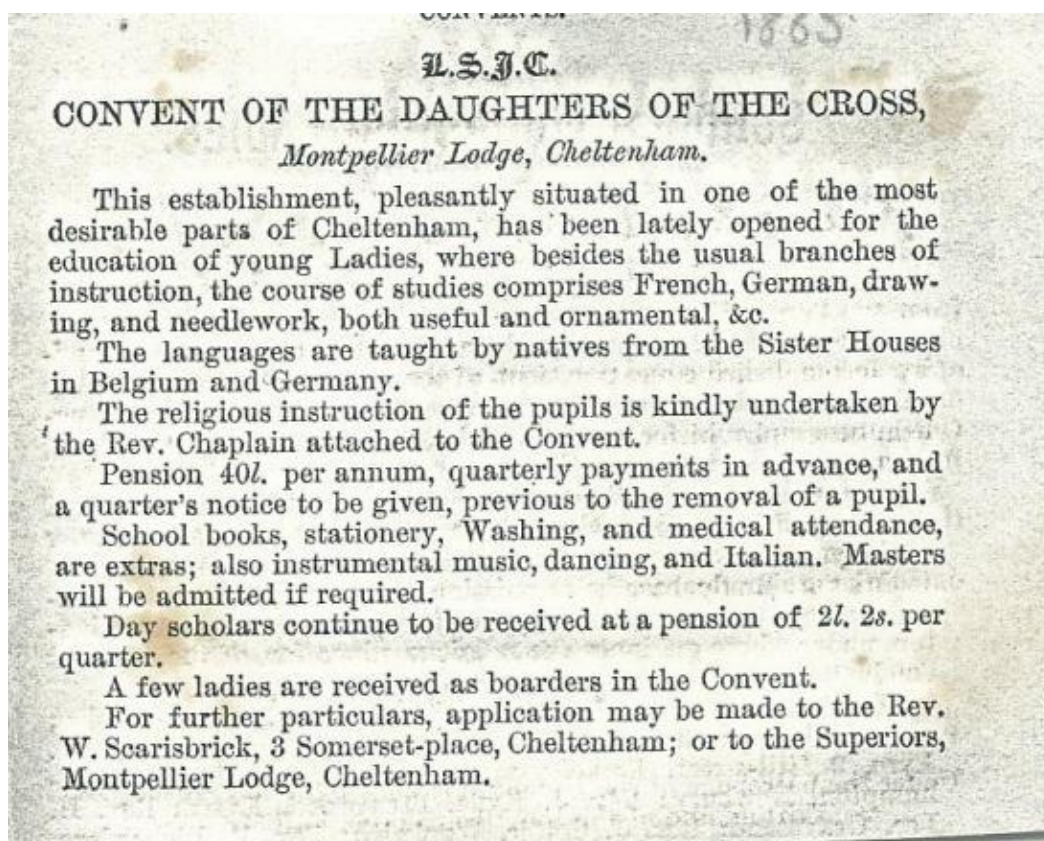 CONVENTS.
1865
L.S.J.C.
CONVENT OF THE DAUGHTERS OF THE CROSS,
Montpellier Lodge, Cheltenham.
This establishment, pleasantly situated in one of the most
desirable parts of Cheltenham, has been lately opened for the
education of young Ladies, where besides the usual branches of
instruction, the course of studies comprises French, German, draw-
ing, and needlework, both useful and ornamental, &c.
The languages are taught by natives from the Sister Houses
in Belgium and Germany.
The religious instruction of the pupils is kindly undertaken by
the Rev. Chaplain attached to the Convent.
Pension 40l. per annum, quarterly payments in advance, and
a quarter's notice to be given, previous to the removal of a pupil.
School books, stationery, Washing, and medical attendance,
are extras; also instrumental music, dancing, and Italian. Masters
will be admitted if required.
Day scholars continue to be received at a pension of 2l. 2s. per
quarter.
A few ladies are received as boarders in the Convent.
For further particulars, application may be made to the Rev.
W. Scarisbrick, 3 Somerset-place, Cheltenham; or to the Superiors,
Montpellier Lodge, Cheltenham.